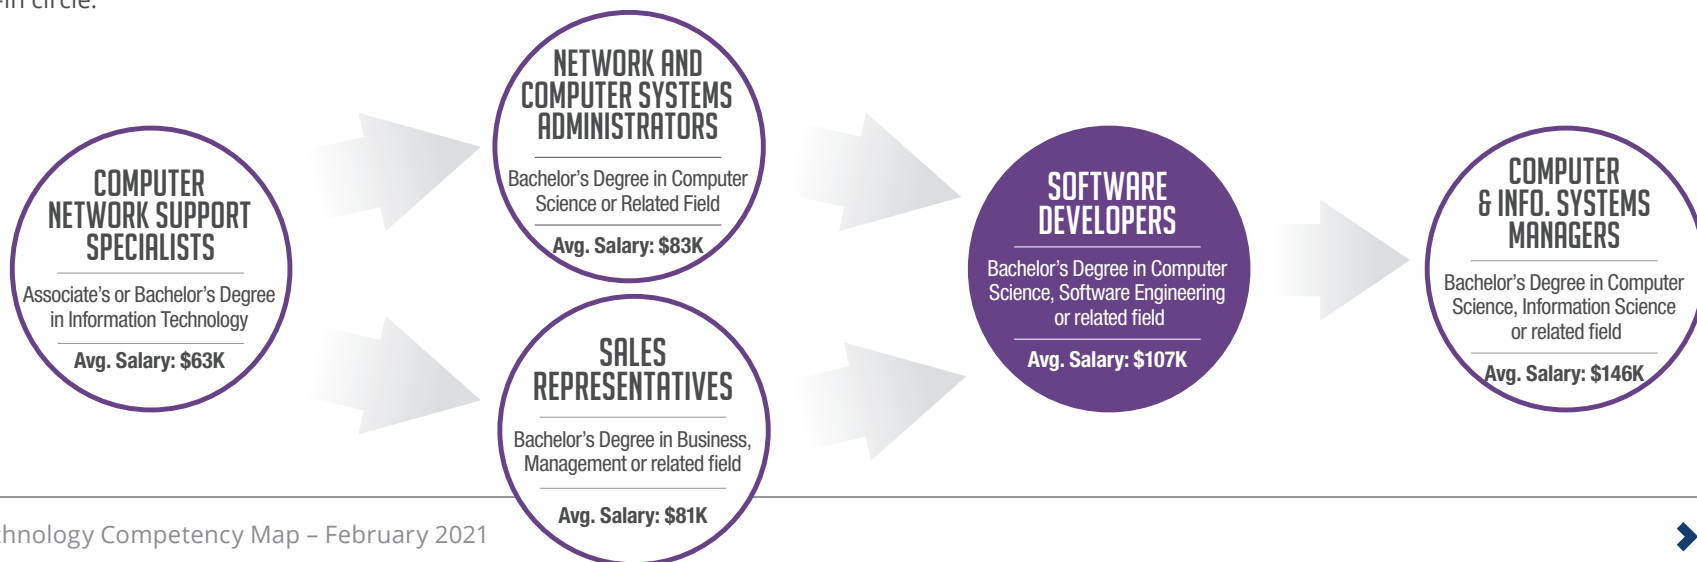 in circle.
COMPUTER
NETWORK SUPPORT
SPECIALISTS
Associate's or Bachelor's Degree
in Information Technology
Avg. Salary: $63K
NETWORK AND
COMPUTER SYSTEMS
ADMINISTRATORS
Bachelor's Degree in Computer
Science or Related Field
Avg. Salary: $83K
SALES
REPRESENTATIVES
Bachelor's Degree in Business,
Management or related field
Avg. Salary: $81K
SOFTWARE
DEVELOPERS
Bachelor's Degree in Computer
Science, Software Engineering
or related field
Avg. Salary: $107K
COMPUTER
& INFO. SYSTEMS
MANAGERS
Bachelor's Degree in Computer
Science, Information Science
or related field
Avg. Salary: $146K
chnology Competency Map – February 2021